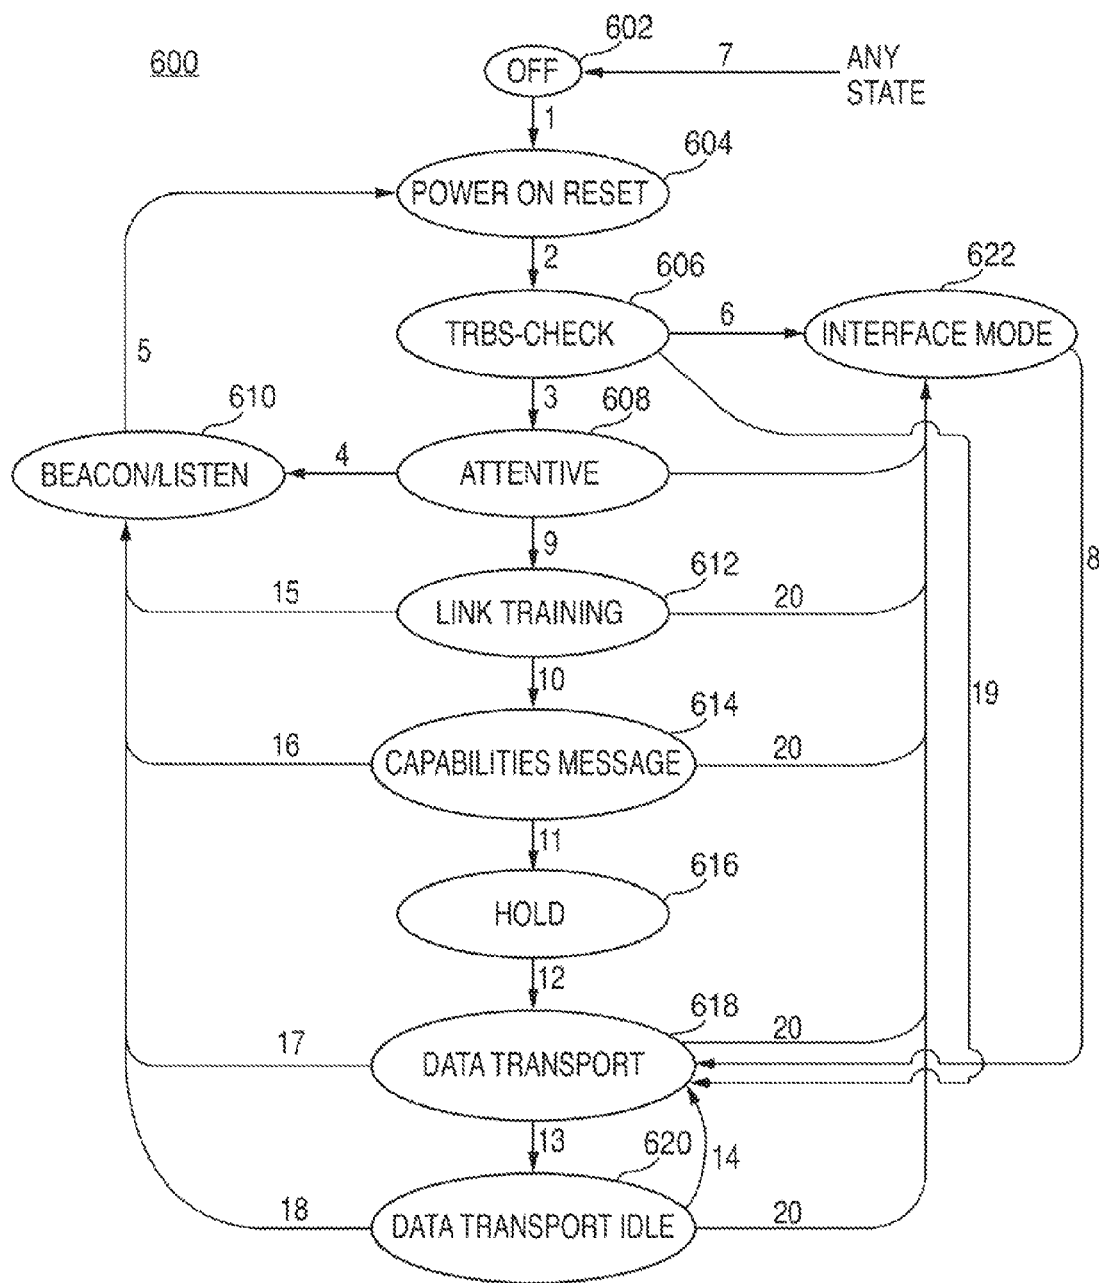 600
602
OFF
7
ANY
STATE
1
604
POWER ON RESET
2
606
622
TRBS-CHECK
6
INTERFACE MODE
5
3
608
610
BEACON/LISTEN
4
ATTENTIVE
8
9
612
15
LINK TRAINING
20
10
19
614
16
CAPABILITIES MESSAGE
20
11
616
HOLD
12
618
17
20
DATA TRANSPORT
13
620
14
18
DATA TRANSPORT IDLE
20